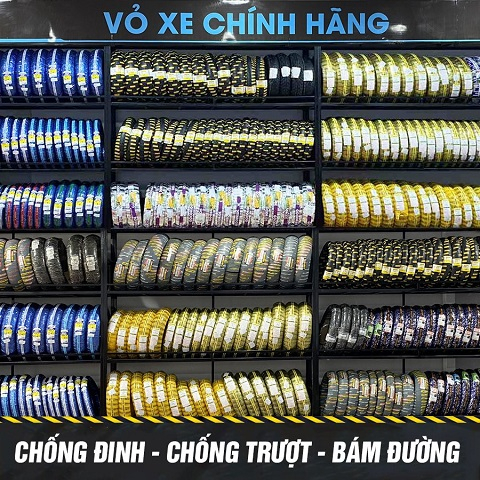 VỎ XE CHÍNH HÃNG
CHỐNG ĐINH - CHỐNG TRƯỢT - BÁM ĐƯỜNG